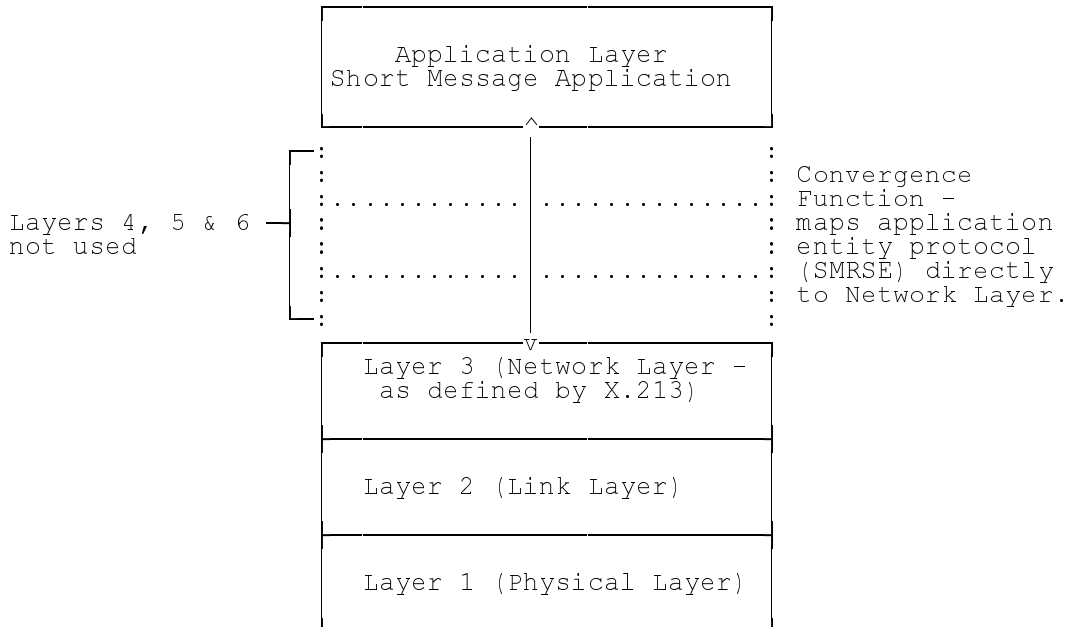 Application Layer
Short Message Application
Layers 4, 5 & 6
not used
Convergence
Function -
maps application
entity protocol
(SMRSE) directly
to Network Layer.
Layer 3 (Network Layer -
as defined by X.213)
Layer 2 (Link Layer)
Layer 1 (Physical Layer)